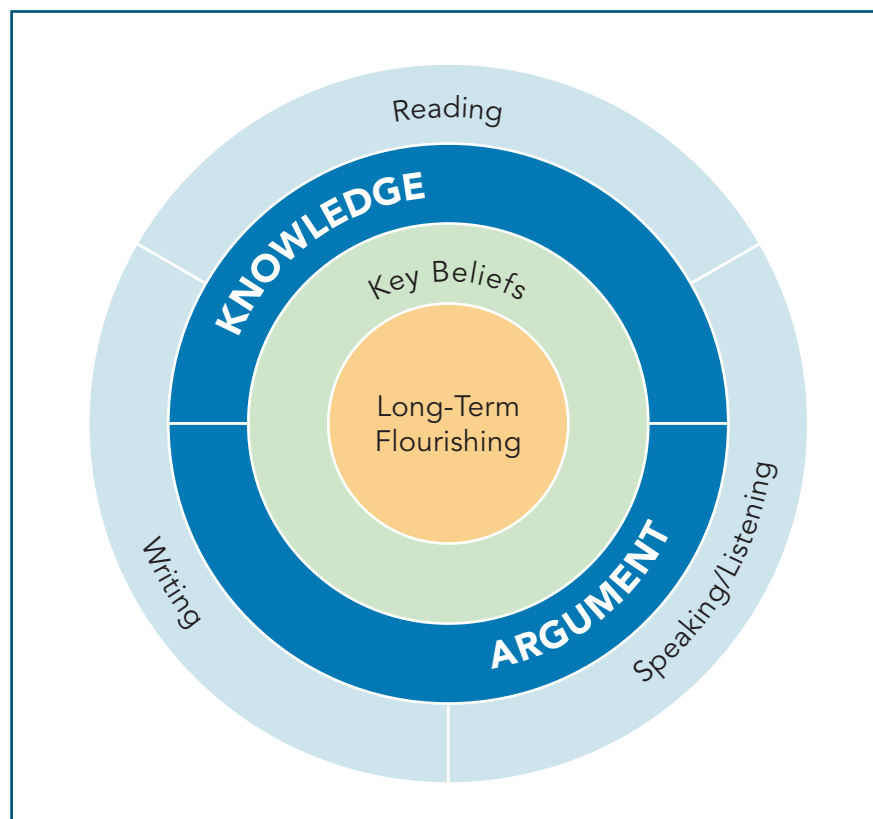 Reading
KNOWLEDGE
Key Beliefs
Long-Term
Flourishing
ARGUMENT
Writing
Speaking/Listening